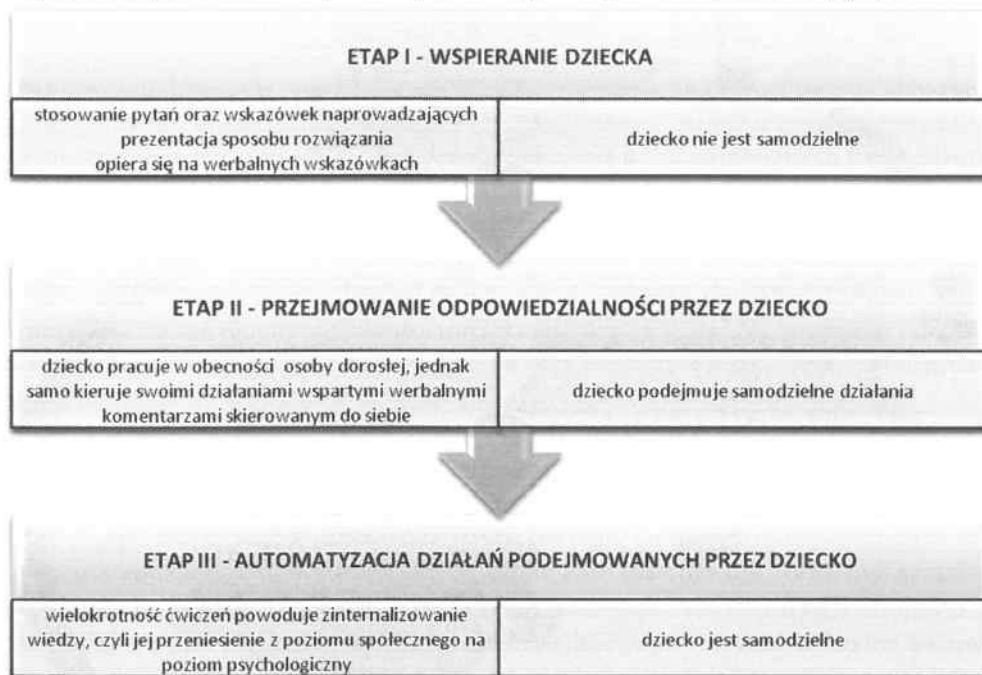 ETAP I - WSPIERANIE DZIECKA
stosowanie pytań oraz wskazówek naprowadzających
prezentacja sposobu rozwiązania
opiera się na werbalnych wskazówkach
dziecko nie jest samodzielne
ETAP II - PRZEJMOWANIE ODPOWIEDZIALNOŚCI PRZEZ DZIECKO
dziecko pracuje w obecności osoby dorosłej, jednak
samo kieruje swoimi działaniami wspartymi werbalnymi
komentarzami skierowanym do siebie
dziecko podejmuje samodzielne działania
ETAP III - AUTOMATYZACJA DZIAŁAŃ PODEJMOWANYCH PRZEZ DZIECKO
wielokrotność ćwiczeń powoduje zinternalizowanie
wiedzy, czyli jej przeniesienie z poziomu społecznego na
poziom psychologiczny
dziecko jest samodzielne